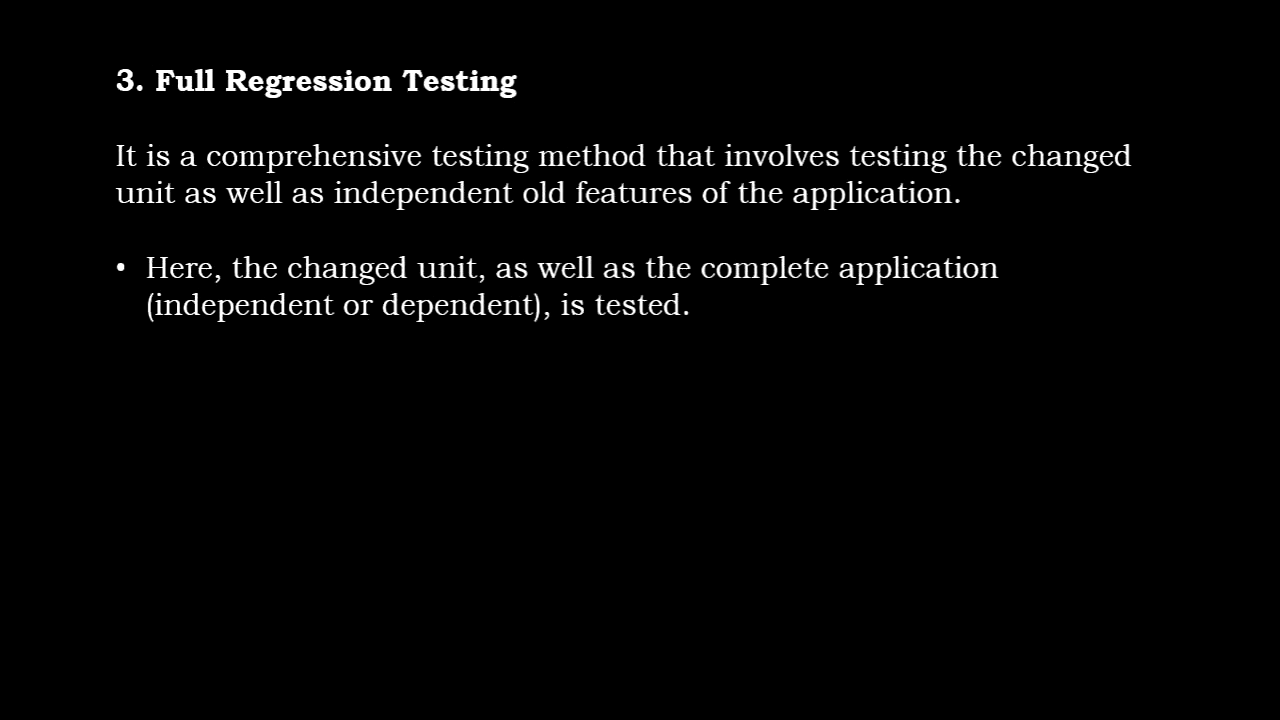 3. Full Regression Testing
It is a comprehensive testing method that involves testing the changed
unit as well as independent old features of the application.
• Here, the changed unit, as well as the complete application
(independent or dependent), is tested.